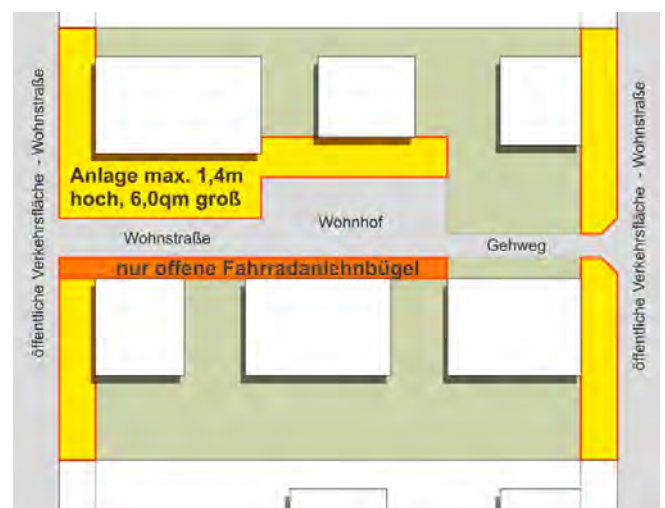 öffentliche Verkehrsfläche - Wohnstraße
Anlage max. 1,4m
hoch, 6,0qm groß
Wohnstraße
Wohnhof
Gehweg
nur offene Fahrradanlehnbügel
öffentliche Verkehrsfläche - Wohnstraße